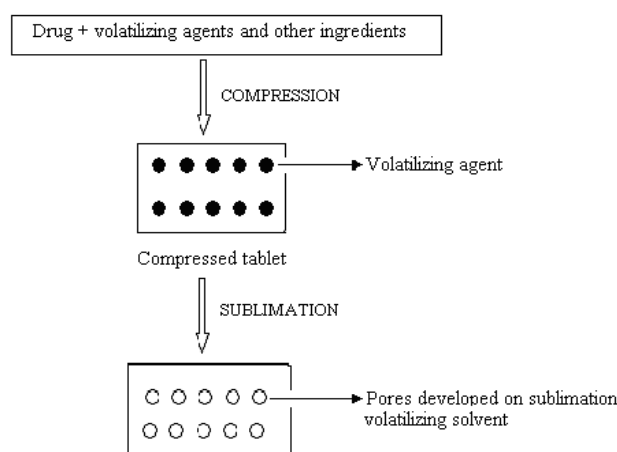 Drug + volatilizing agents and other ingredients
COMPRESSION
Volatilizing agent
Compressed tablet
SUBLIMATION
Pores developed on sublimation
volatilizing solvent